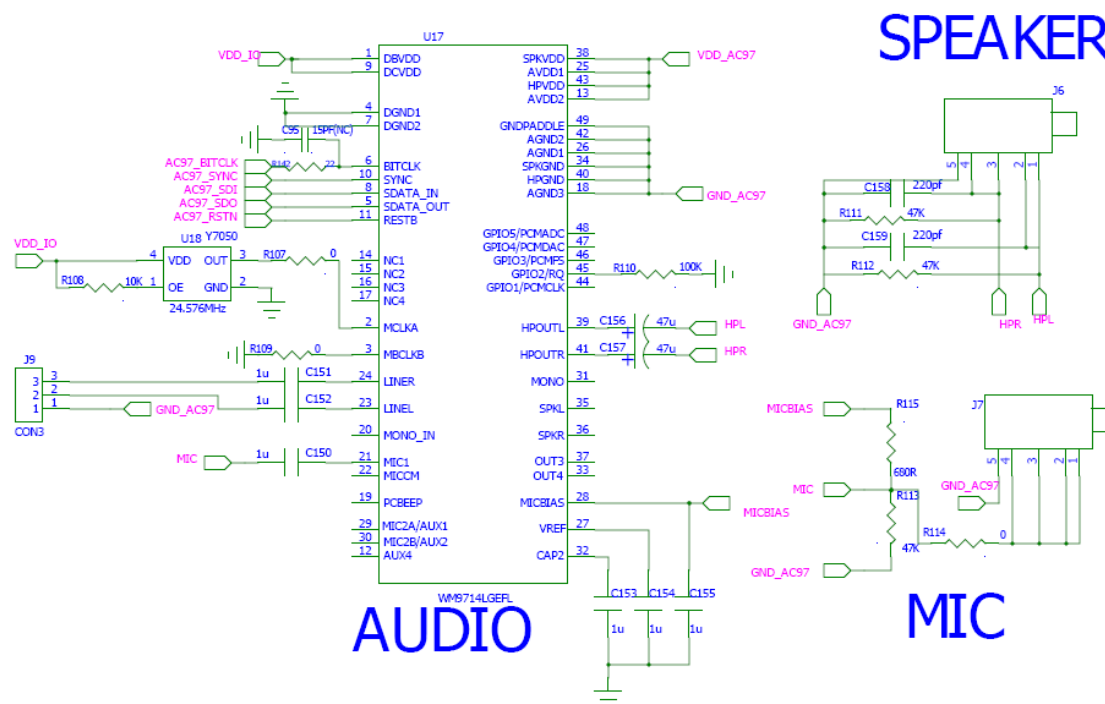 U17
SPEAKER
VDD_IO
1 DBVDD
9 DCVDD
4 DGND1
7 DGND2
C95 15PF(NC)
AC97_BITCLK R142 22 6 BITCLK
AC97_SYNC 10 SYNC
AC97_SDI 8 SDATA_IN
AC97_SDO 5 SDATA_OUT
AC97_RSTN 11 RESTB
U18 Y7050
VDD_IO
4 VDD OUT 3 R107 0
R108 10K 1 OE GND 2
24.576MHz
14 NC1
15 NC2
16 NC3
17 NC4
2 MCLKA
R109 0 3 MBCLKB
J9
3 3 1u C151 24 LINER
2 2 1u C152 23 LINEL
1 1 GND_AC97
CON3
20 MONO_IN
MIC 1u C150 21 MIC1
22 MICCM
19 PCBEEP
29 MIC2A/AUX1
30 MIC2B/AUX2
12 AUX4
SPKVDD 38 VDD_AC97
AVDD1 25
HPVDD 43
AVDD2 13
GNDPADDLE 49
AGND2 42
AGND1 26
SPKGND 34
HPGND 40
AGND3 18 GND_AC97
GPIO5/PCMADC 48
GPIO4/PCMDAC 47
GPIO3/PCMFS 46
GPIO2/RQ 45 R110 100K
GPIO1/PCMCLK 44
HPOUTL 39 C156 + 47u HPL
HPOUTR 41 C157 + 47u HPR
MONO 31
SPKL 35
SPKR 36
OUT3 37
OUT4 33
MICBIAS 28 MICBIAS
VREF 27
CAP2 32
C153 C154 C155
1u 1u 1u
WM9714LGEFL
AUDIO
J6
5 4 3 2 1
C158 220pf
R111 47K
C159 220pf
R112 47K
GND_AC97 HPR HPL
MICBIAS R115
680R
MIC
R113
47K
R114 0
GND_AC97
J7
5 4 3 2 1
GND_AC97
MIC